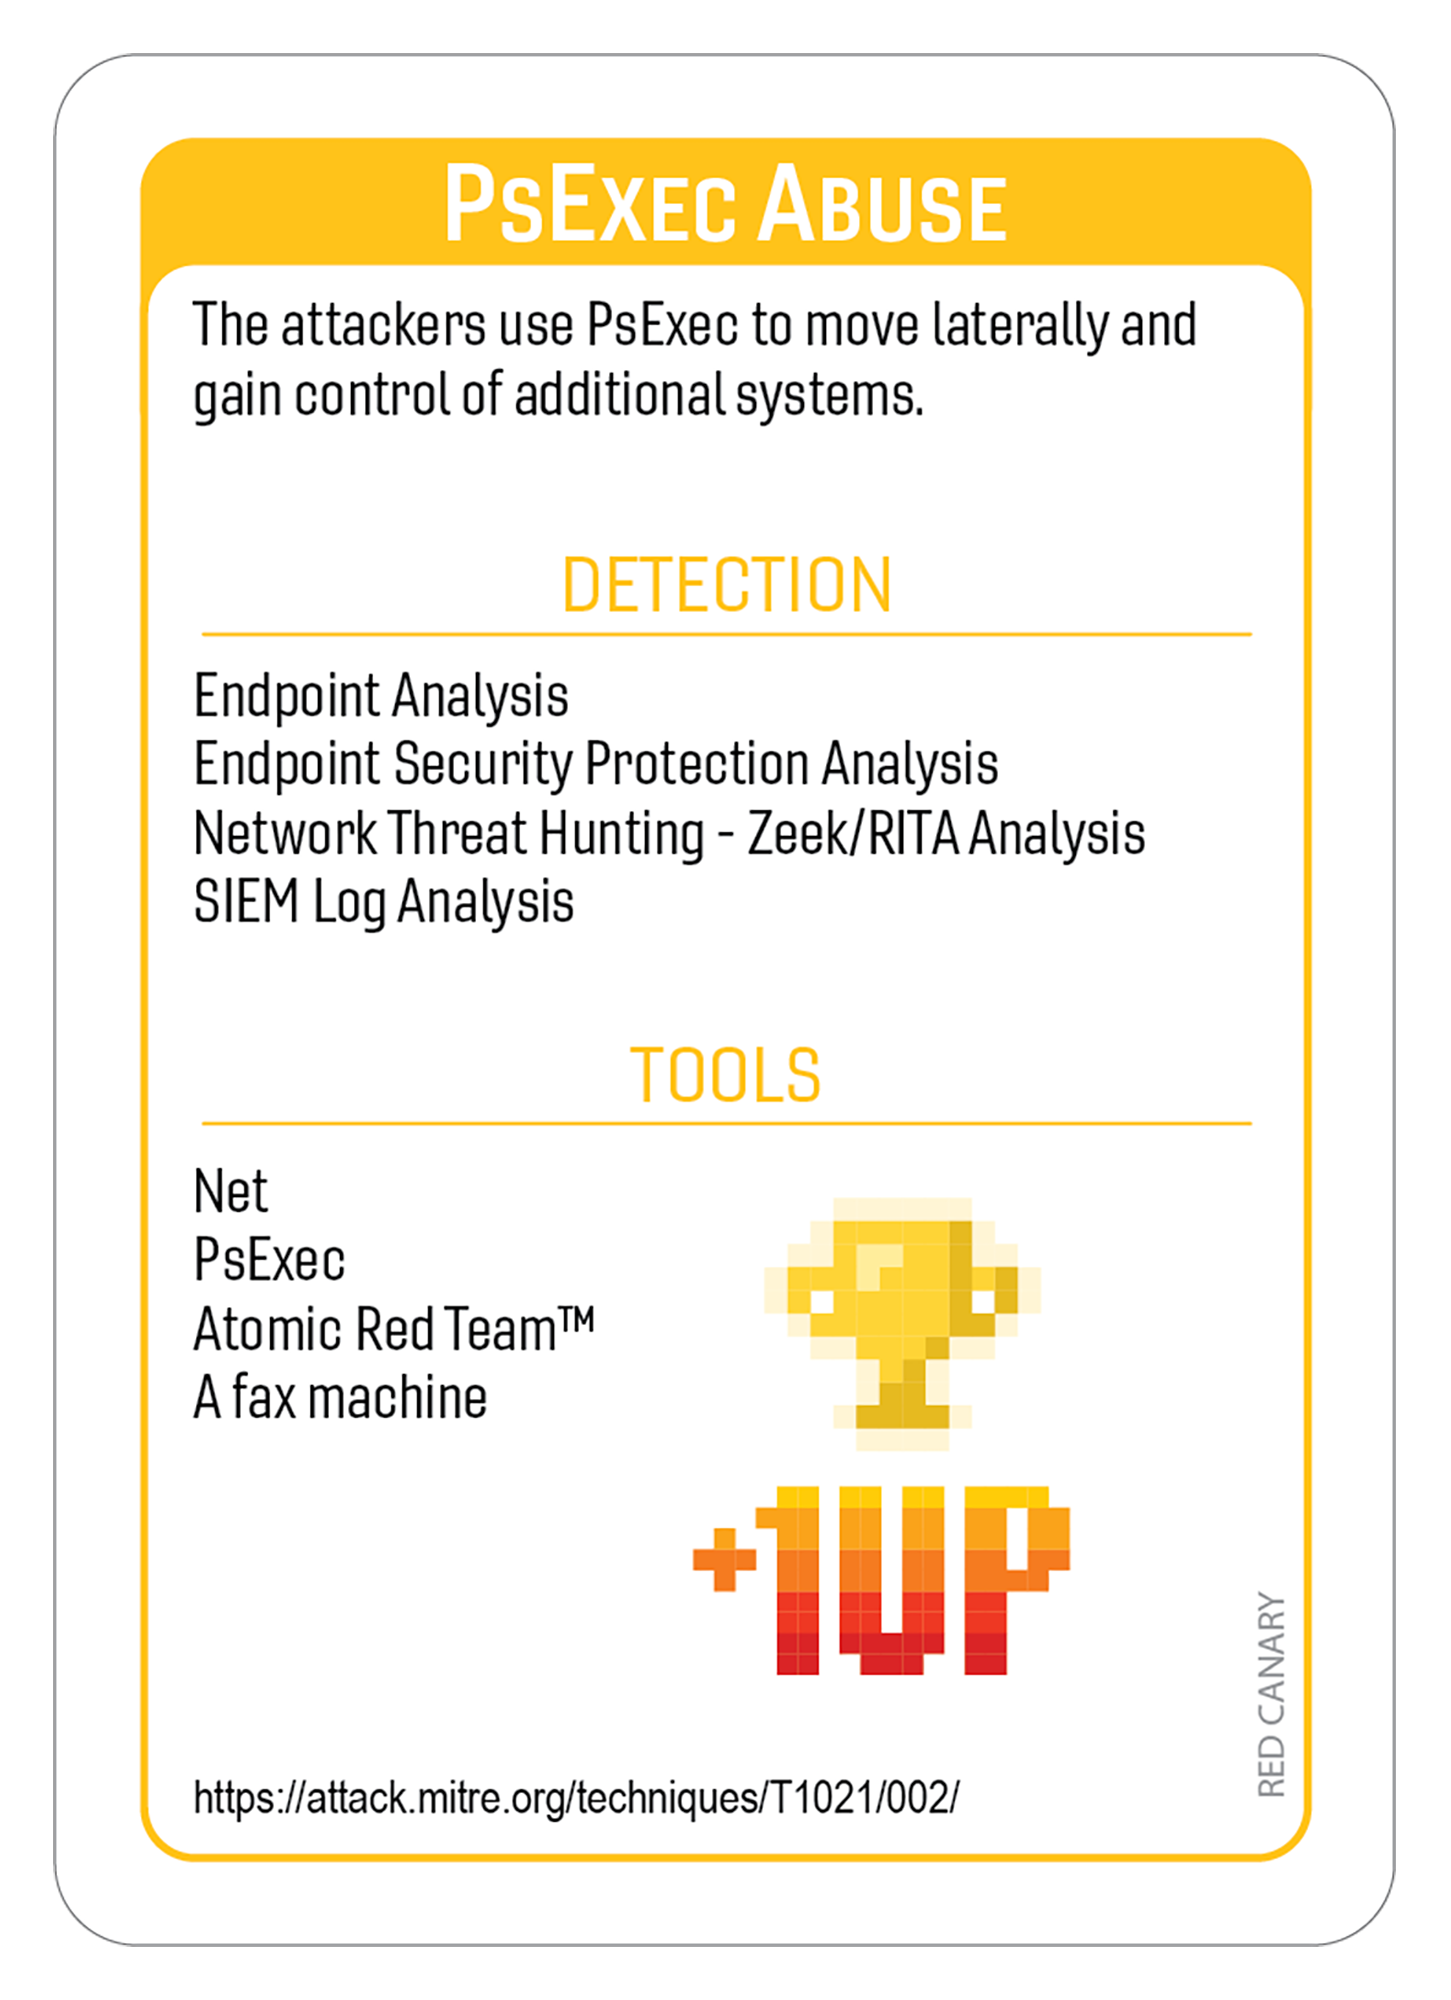 PsExec Abuse
The attackers use PsExec to move laterally and
gain control of additional systems.
DETECTION
Endpoint Analysis
Endpoint Security Protection Analysis
Network Threat Hunting - Zeek/RITA Analysis
SIEM Log Analysis
TOOLS
Net
PsExec
Atomic Red Team™
A fax machine
+1UP
RED CANARY
https://attack.mitre.org/techniques/T1021/002/